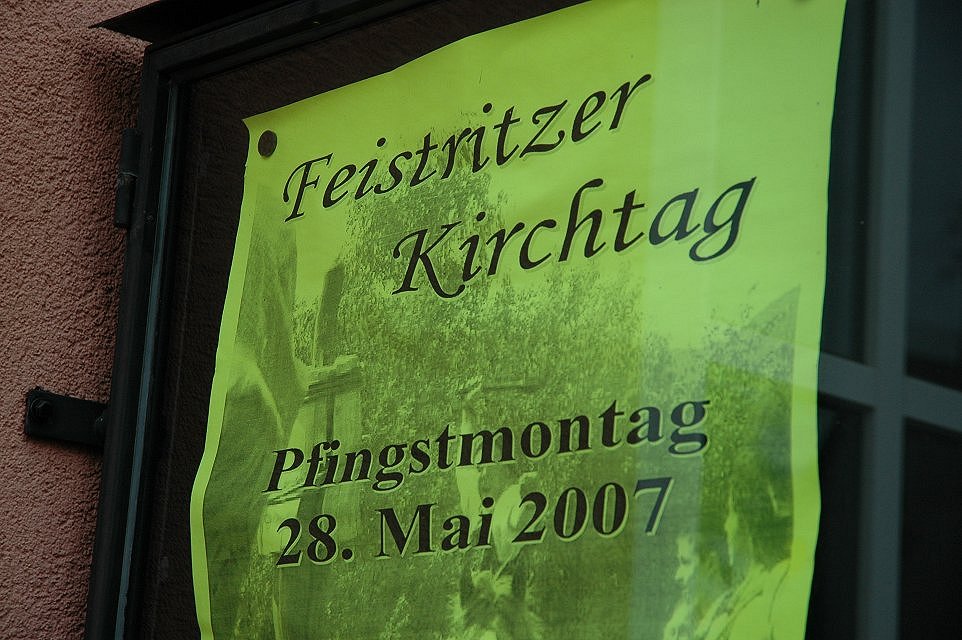 Feistritzer
Kirchtag
Pfingstmontag
28. Mai 2007